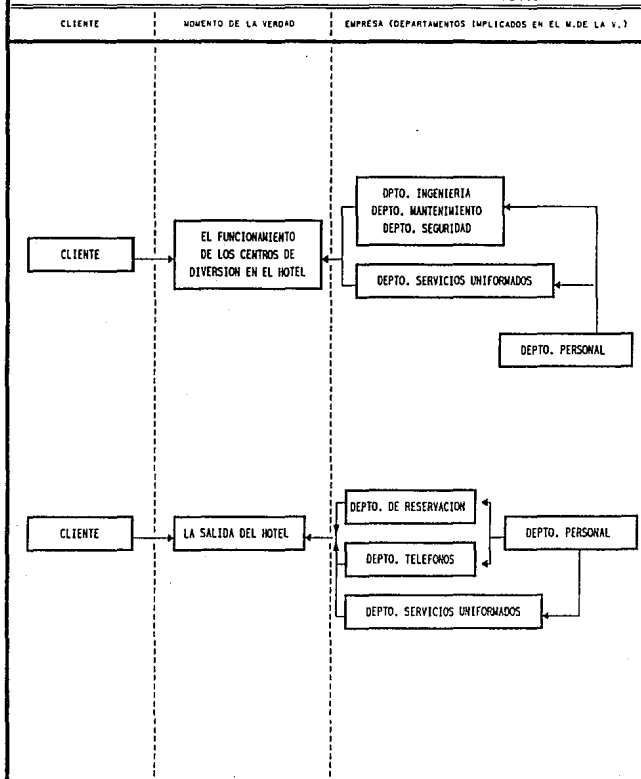 CLIENTE
MOMENTO DE LA VERDAD
EMPRESA (DEPARTAMENTOS IMPLICADOS EN EL M.DE LA V.)
DPTO. INGENIERIA
DEPTO. MANTENIMIENTO
DEPTO. SEGURIDAD
CLIENTE
EL FUNCIONAMIENTO
DE LOS CENTROS DE
DIVERSION EN EL HOTEL
DEPTO. SERVICIOS UNIFORMADOS
DEPTO. PERSONAL
CLIENTE
LA SALIDA DEL HOTEL
DEPTO. DE RESERVACION
DEPTO. TELEFONOS
DEPTO. PERSONAL
DEPTO. SERVICIOS UNIFORMADOS